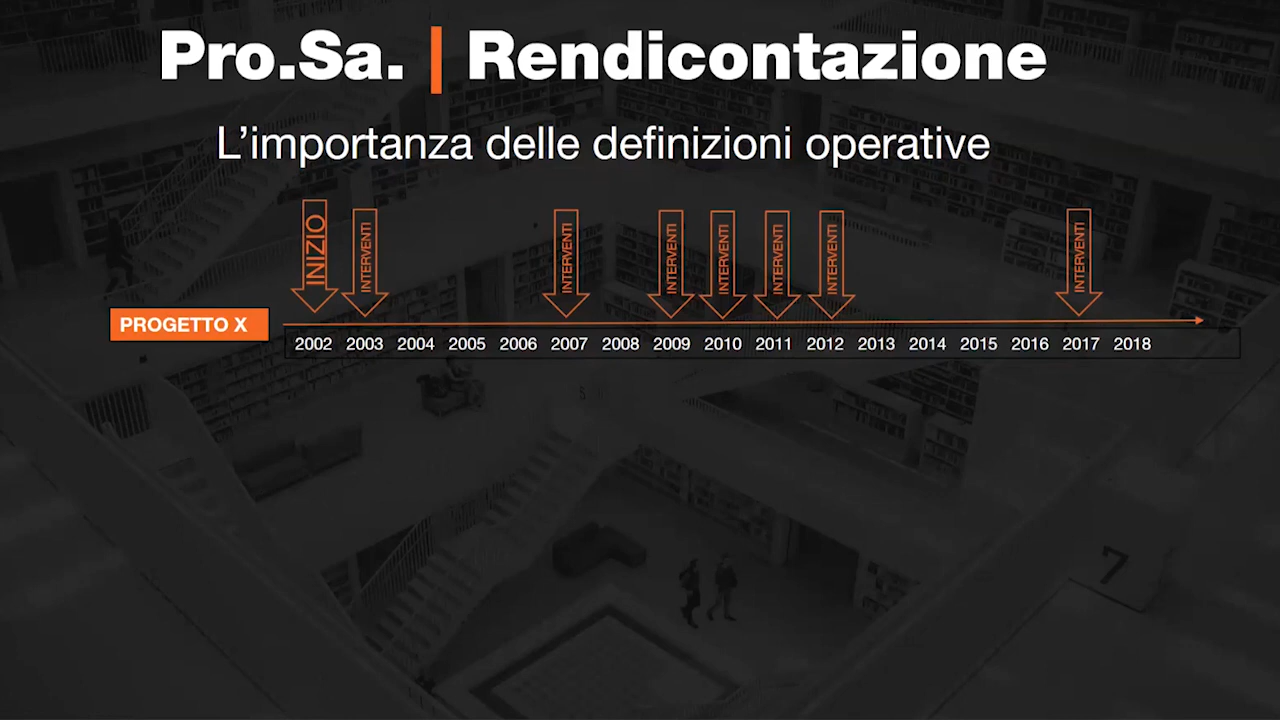 Pro.Sa. | Rendicontazione
L'importanza delle definizioni operative
INIZIO
INTERVENTI
INTERVENTI
INTERVENTI
INTERVENTI
INTERVENTI
INTERVENTI
INTERVENTI
PROGETTO X
2002 2003 2004 2005 2006 2007 2008 2009 2010 2011 2012 2013 2014 2015 2016 2017 2018
7